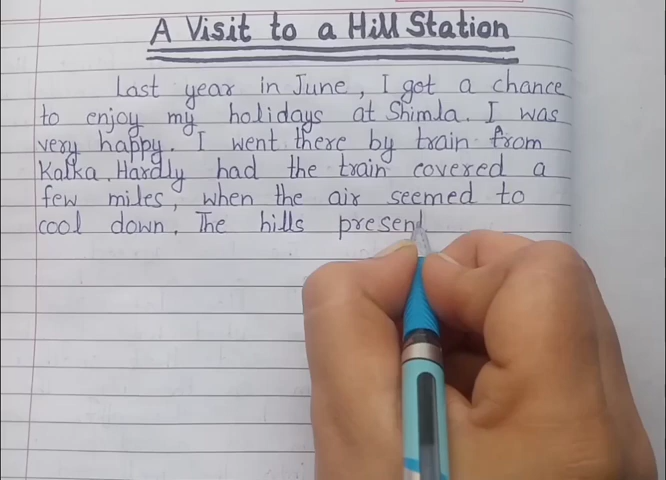 A Visit to a Hill Station
Last year in June, I got a chance
to enjoy my holidays at Shimla. I was
very happy. I went there by train from
Kalka. Hardly had the train covered a
few miles, when the air seemed to
cool down. The hills present